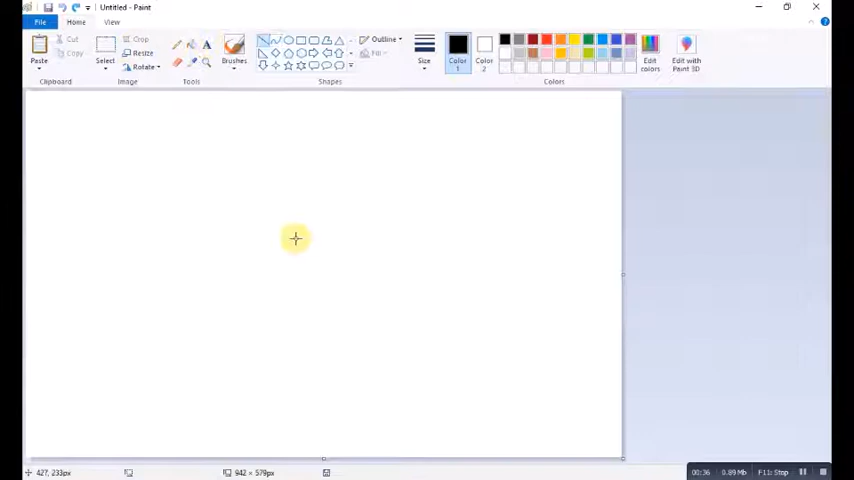 Untitled - Paint
File Home View
Paste
Cut
Copy
Clipboard
Select
Crop
Resize
Rotate
Image
A
Tools
Brushes
Outline
Fill
Shapes
Size
Color 1
Color 2
Edit colors
Edit with Paint 3D
Colors
427, 233px
942 × 579px
00:36 0.89 Mb F11: Stop